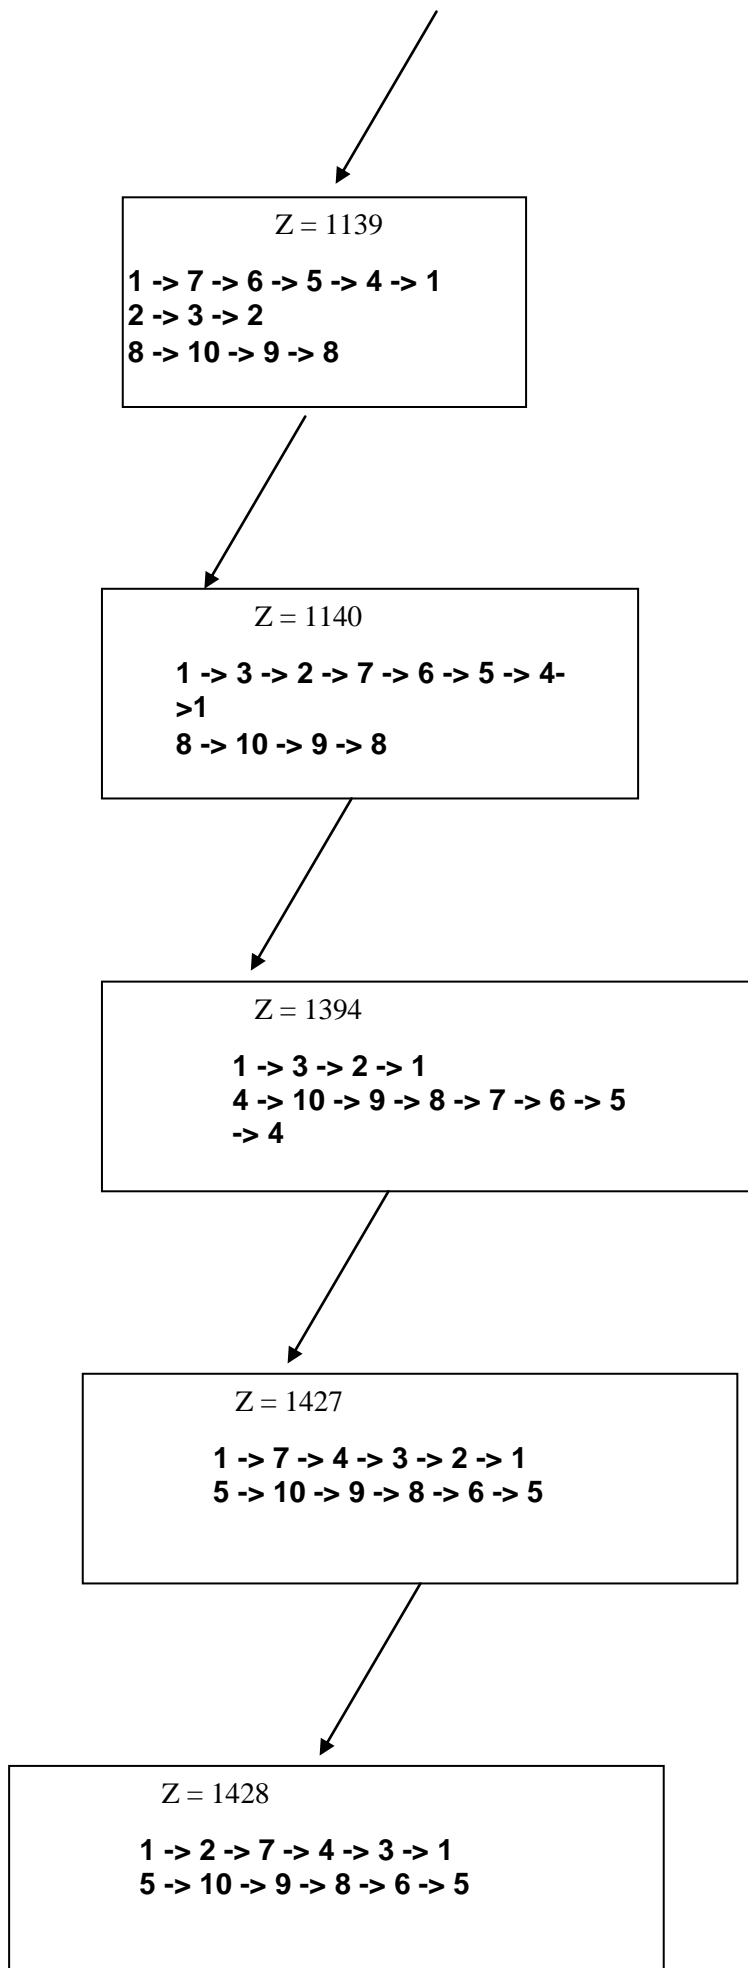 Z = 1139
1 -> 7 -> 6 -> 5 -> 4 -> 1
2 -> 3 -> 2
8 -> 10 -> 9 -> 8
Z = 1140
1 -> 3 -> 2 -> 7 -> 6 -> 5 -> 4-
>1
8 -> 10 -> 9 -> 8
Z = 1394
1 -> 3 -> 2 -> 1
4 -> 10 -> 9 -> 8 -> 7 -> 6 -> 5
-> 4
Z = 1427
1 -> 7 -> 4 -> 3 -> 2 -> 1
5 -> 10 -> 9 -> 8 -> 6 -> 5
Z = 1428
1 -> 2 -> 7 -> 4 -> 3 -> 1
5 -> 10 -> 9 -> 8 -> 6 -> 5